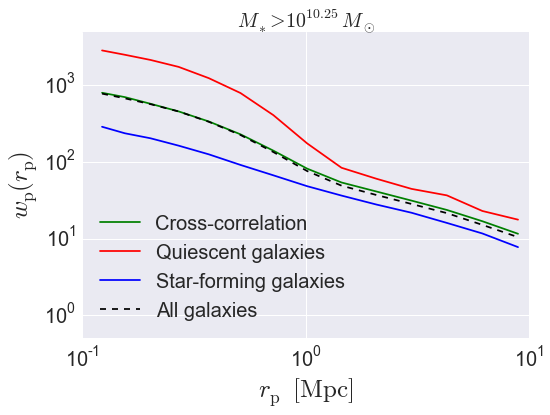 M_* > 10^{10.25} M_⊙
10^3
10^2
10^1
10^0
w_p(r_p)
Cross-correlation
Quiescent galaxies
Star-forming galaxies
All galaxies
10^{-1} 10^0 10^1
r_p [Mpc]